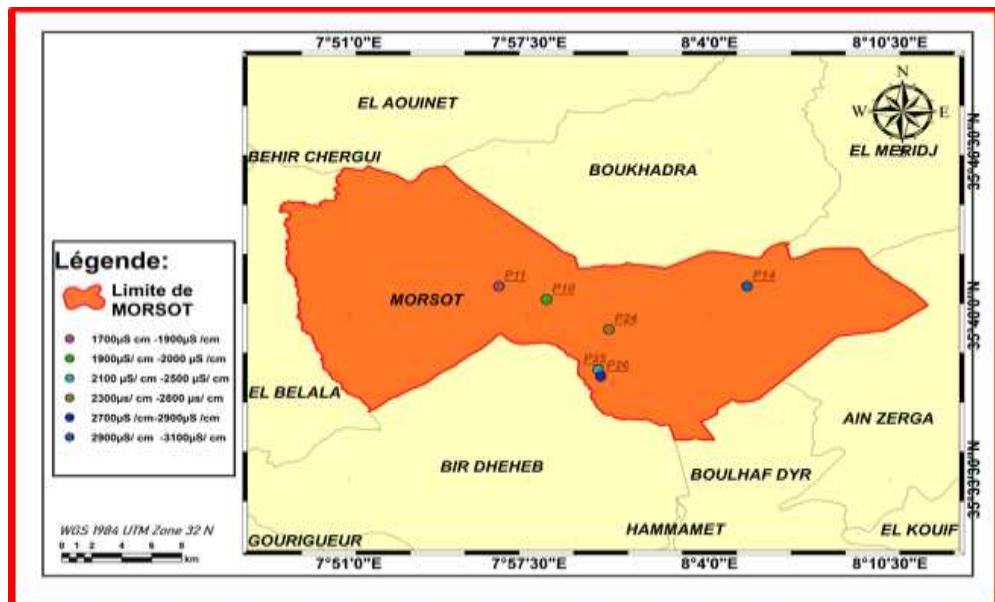 7°51'0"E 7°57'30"E 8°4'0"E 8°10'30"E
EL AOUINET
N
W E
BEHIR CHERGUI
EL MERIDJ
BOUKHADRA
35°46'30"N
Légende:
Limite de
MORSOT
P11
P10
P14
MORSOT
35°40'0"N
P24
1700µS cm -1900µS /cm
1900µS/ cm -2000 µS /cm
2100 µS/ cm -2500 µS/ cm
2300µs/ cm -2600 µs/ cm
2700µS /cm-2900µS /cm
2900µS/ cm -3100µS/ cm
P25
P26
EL BELALA
AIN ZERGA
BIR DHEHEB
BOULHAF DYR
35°33'30"N
WGS 1984 UTM Zone 32 N
0 1 2 4 6 8
km
GOURIGUEUR
HAMMAMET
EL KOUIF
7°51'0"E 7°57'30"E 8°4'0"E 8°10'30"E